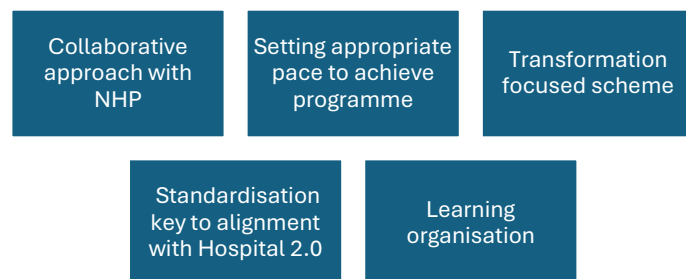 Collaborative
approach with
NHP
Setting appropriate
pace to achieve
programme
Transformation
focused scheme
Standardisation
key to alignment
with Hospital 2.0
Learning
organisation